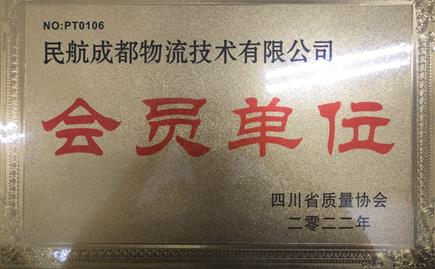 NO:PT0106
民航成都物流技术有限公司
会员单位
四川省质量协会
二零二二年